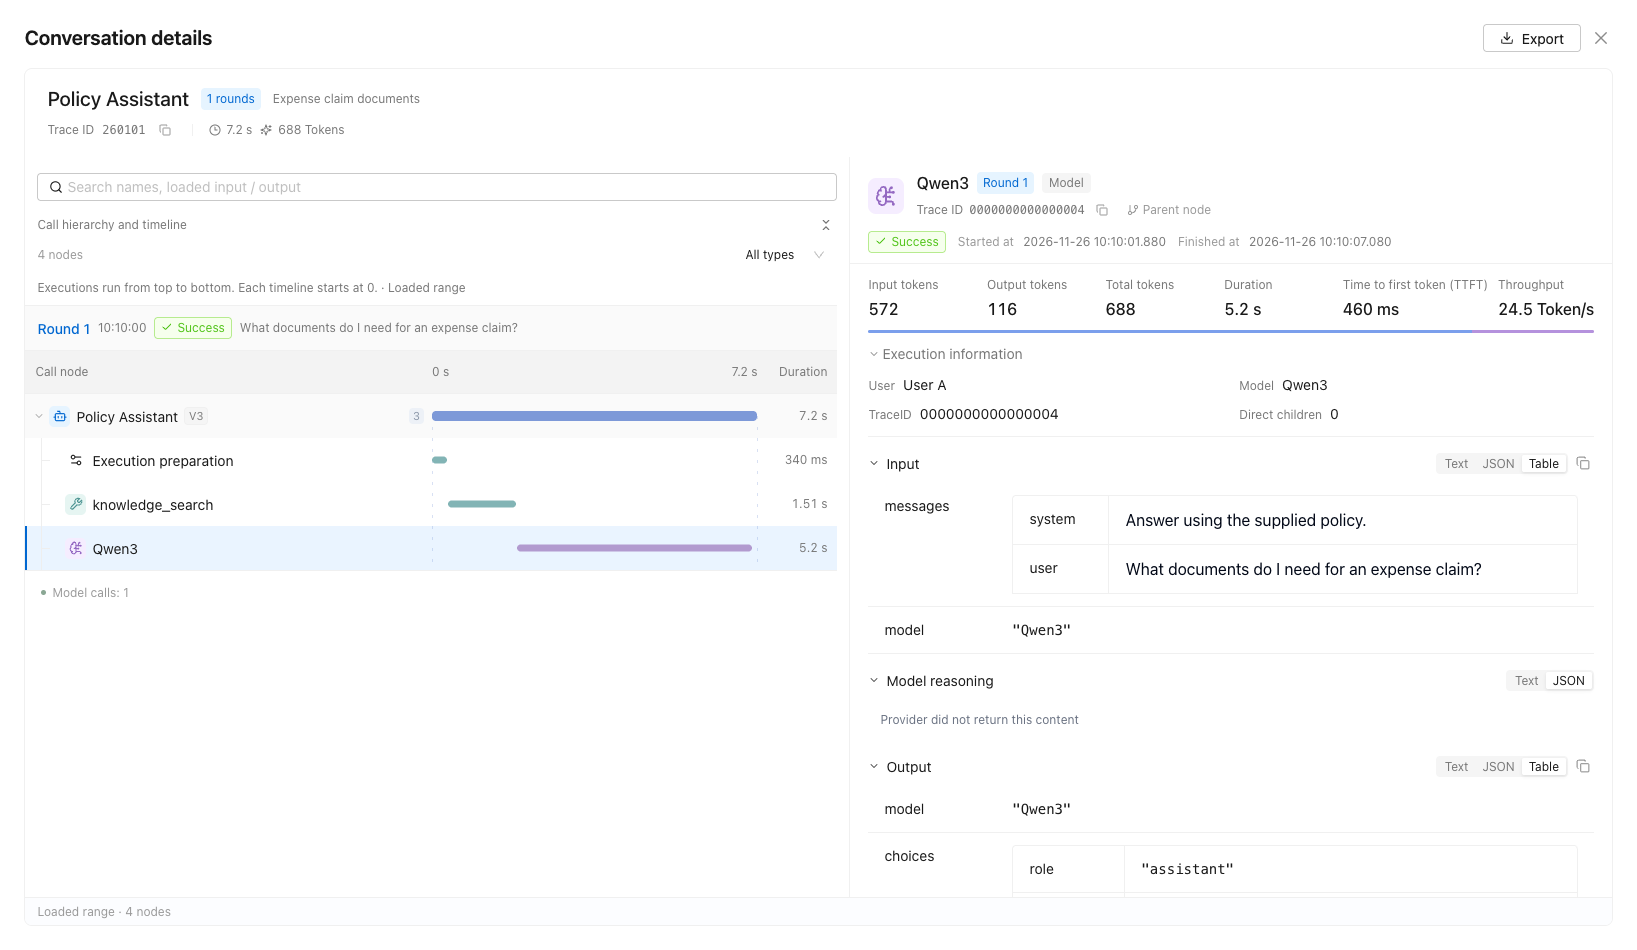 Conversation details
Export
Policy Assistant 1 rounds Expense claim documents
Trace ID 260101 7.2 s 688 Tokens
Search names, loaded input / output
Call hierarchy and timeline
4 nodes All types
Executions run from top to bottom. Each timeline starts at 0. · Loaded range
Round 1 10:10:00 Success What documents do I need for an expense claim?
Call node 0 s 7.2 s Duration
Policy Assistant V3 3 7.2 s
Execution preparation 340 ms
knowledge_search 1.51 s
Qwen3 5.2 s
Model calls: 1
Qwen3 Round 1 Model
Trace ID 0000000000000004 Parent node
Success Started at 2026-11-26 10:10:01.880 Finished at 2026-11-26 10:10:07.080
Input tokens Output tokens Total tokens Duration Time to first token (TTFT) Throughput
572 116 688 5.2 s 460 ms 24.5 Token/s
Execution information
User User A Model Qwen3
TraceID 0000000000000004 Direct children 0
Input Text JSON Table
messages
system Answer using the supplied policy.
user What documents do I need for an expense claim?
model "Qwen3"
Model reasoning Text JSON
Provider did not return this content
Output Text JSON Table
model "Qwen3"
choices role "assistant"
Loaded range · 4 nodes